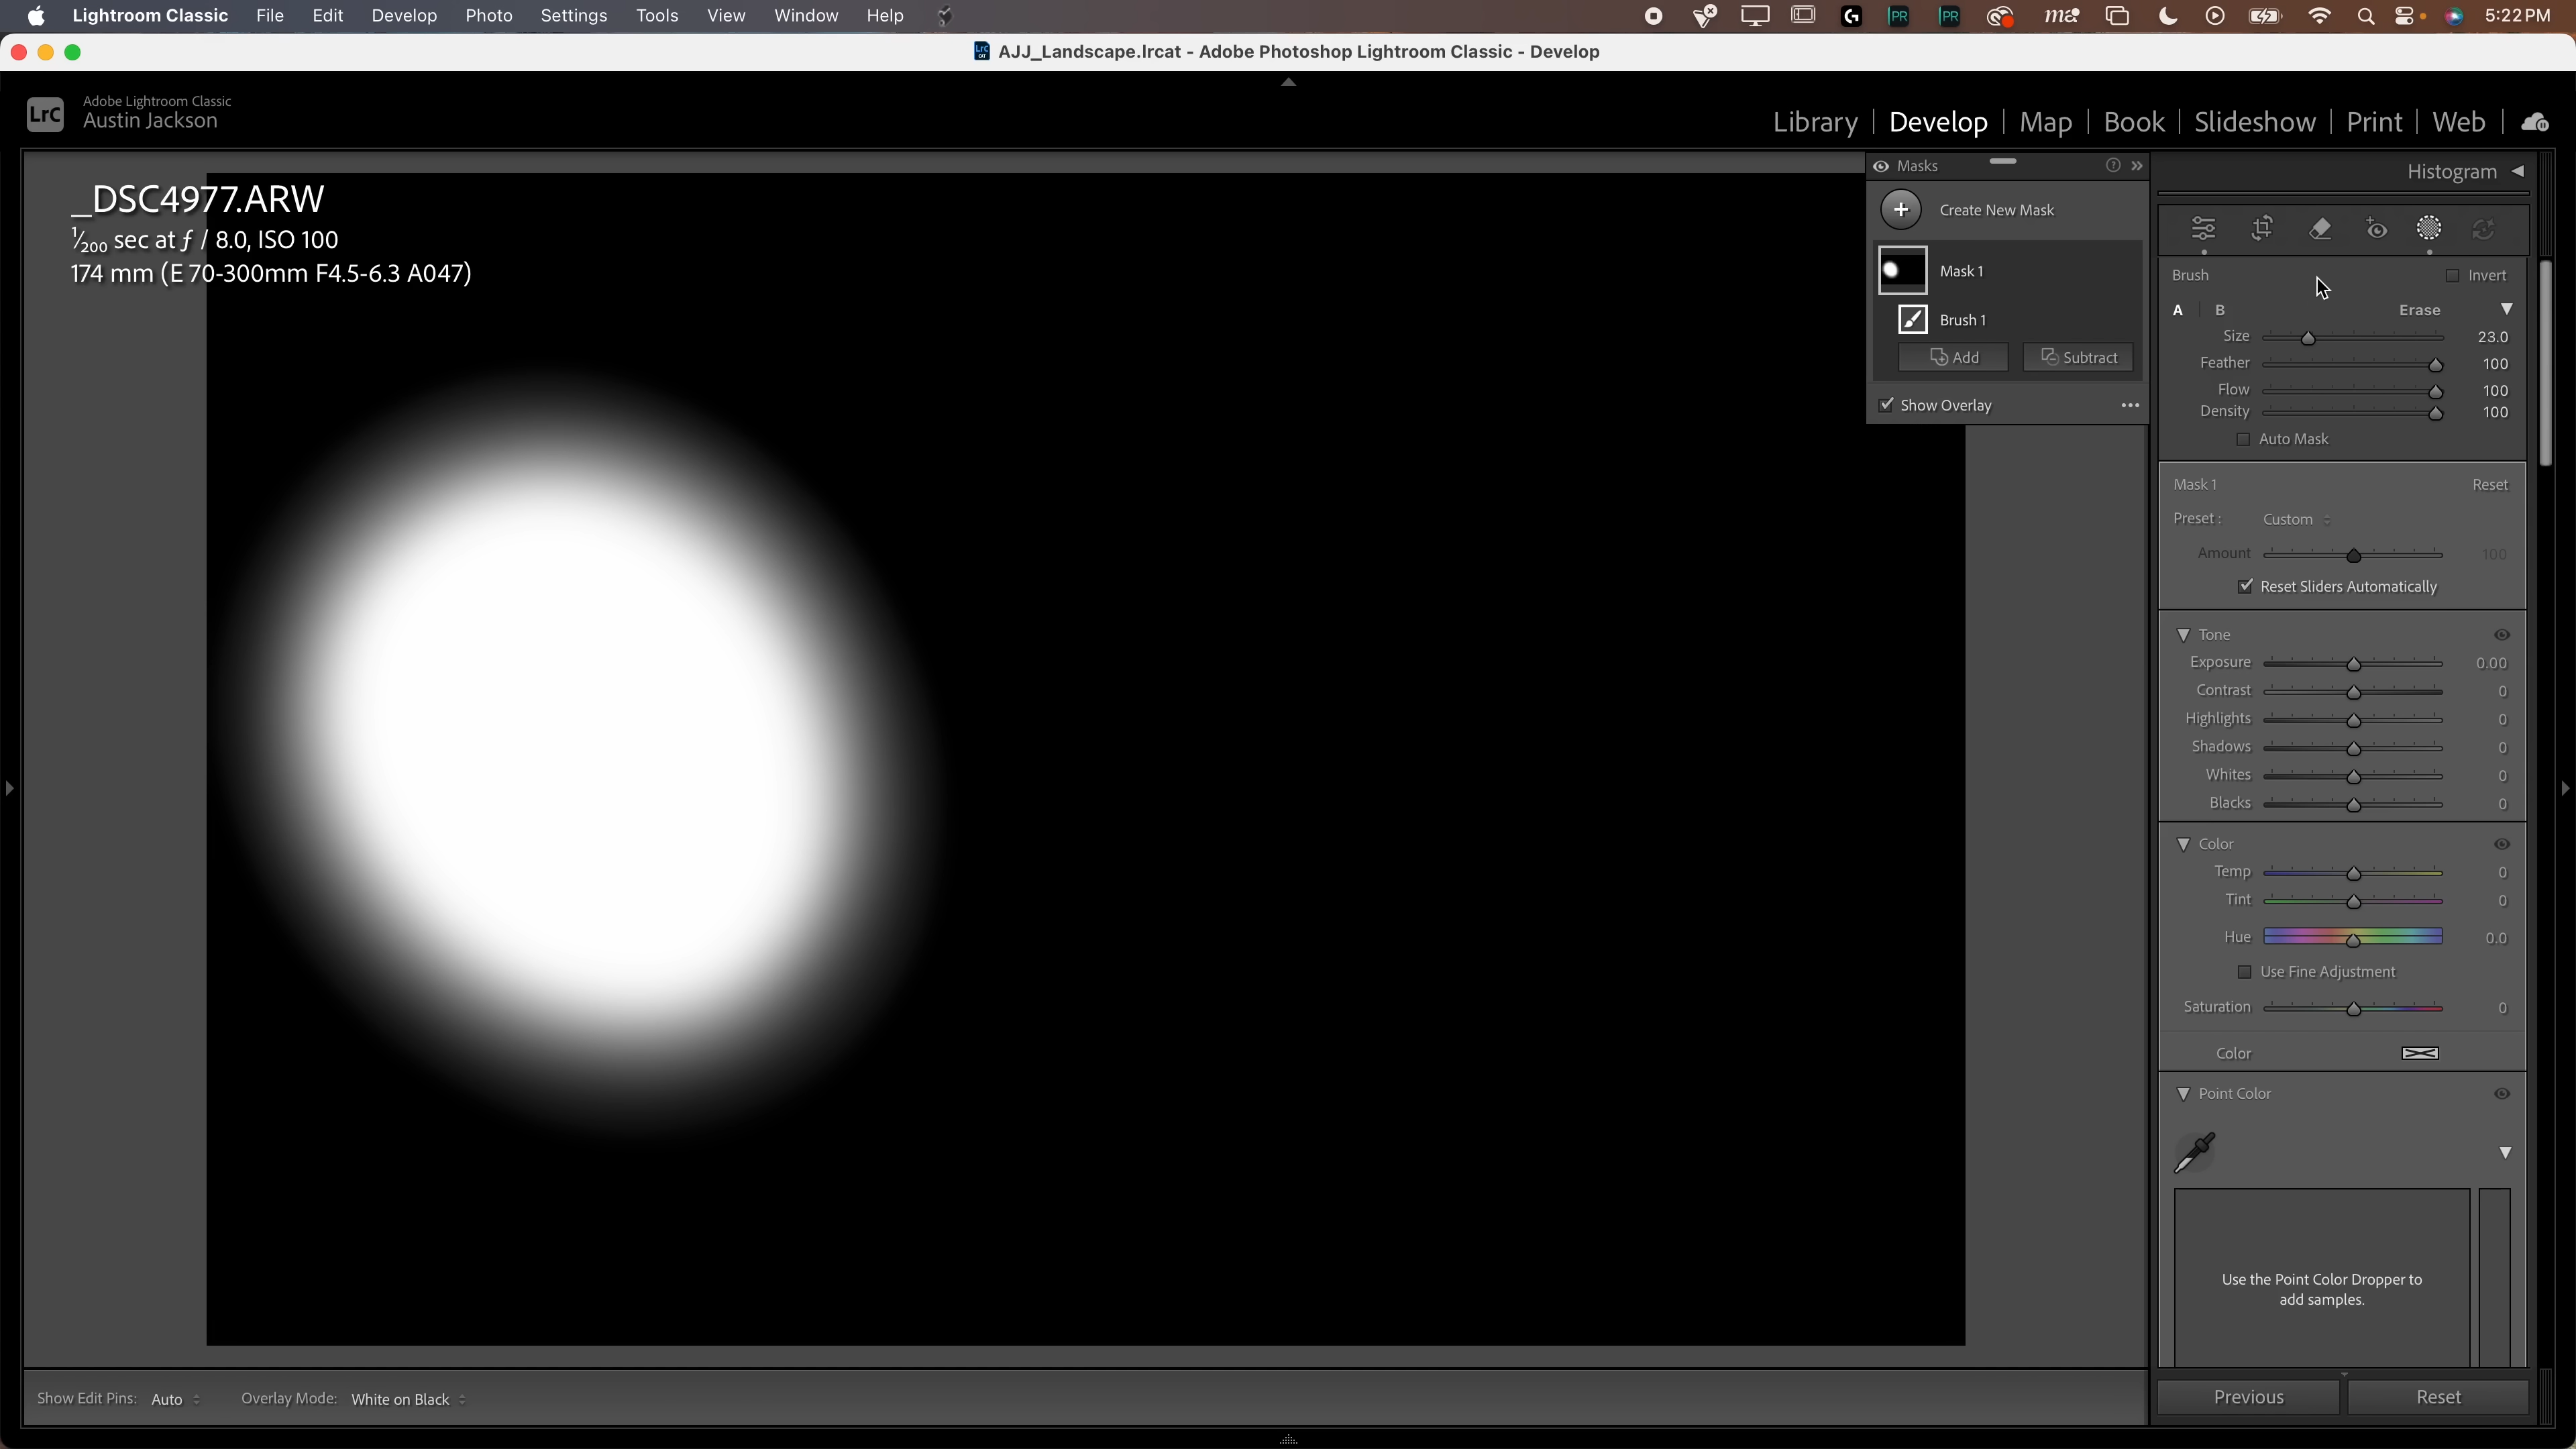 Lightroom Classic File Edit Develop Photo Settings Tools View Window Help 5:22 PM
AJJ_Landscape.lrcat - Adobe Photoshop Lightroom Classic - Develop
LrC Adobe Lightroom Classic
Austin Jackson
Library | Develop | Map | Book | Slideshow | Print | Web |
_DSC4977.ARW
1/200 sec at ƒ / 8.0, ISO 100
174 mm (E 70-300mm F4.5-6.3 A047)
Masks
Create New Mask
Mask 1
Brush 1
Add Subtract
Show Overlay
Histogram
Brush Invert
A B Erase
Size 23.0
Feather 100
Flow 100
Density 100
Auto Mask
Mask 1 Reset
Preset : Custom
Amount 100
Reset Sliders Automatically
Tone
Exposure 0.00
Contrast 0
Highlights 0
Shadows 0
Whites 0
Blacks 0
Color
Temp 0
Tint 0
Hue 0.0
Use Fine Adjustment
Saturation 0
Color
Point Color
Use the Point Color Dropper to
add samples.
Previous Reset
Show Edit Pins: Auto Overlay Mode: White on Black